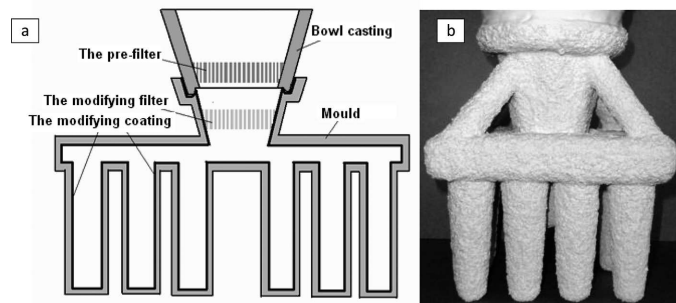 a
The pre-filter
Bowl casting
The modifying filter
The modifying coating
Mould
b